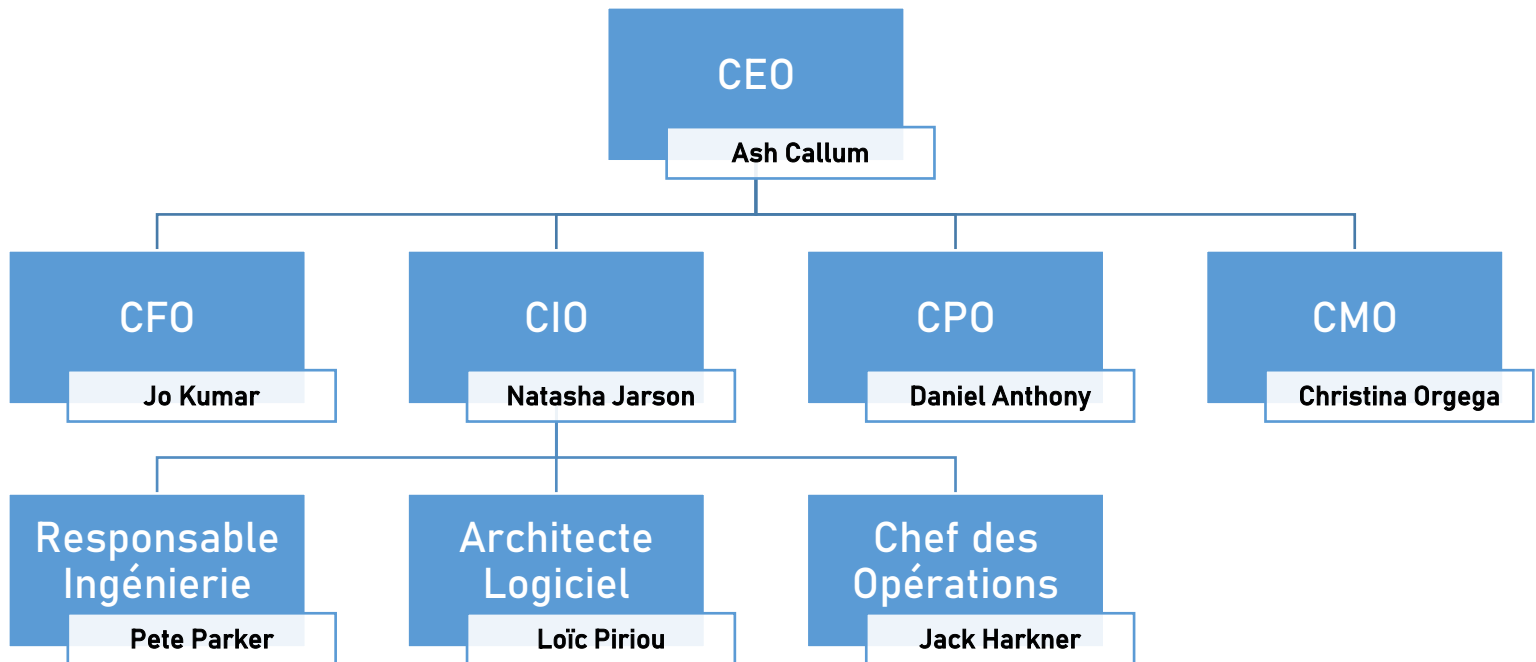 CEO
Ash Callum
CFO
Jo Kumar
CIO
Natasha Jarson
CPO
Daniel Anthony
CMO
Christina Orgega
Responsable
Ingénierie
Pete Parker
Architecte
Logiciel
Loïc Piriou
Chef des
Opérations
Jack Harkner